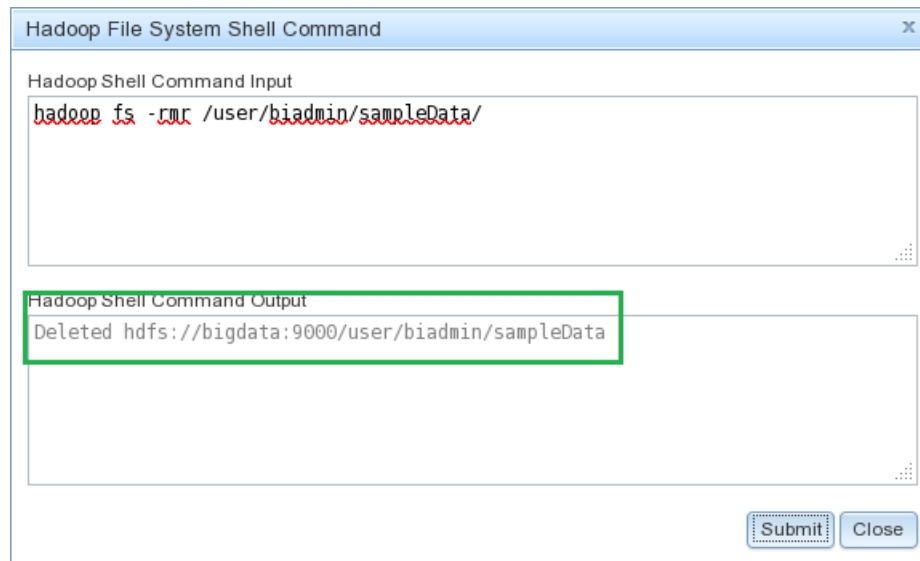 Hadoop File System Shell Command x
Hadoop Shell Command Input
hadoop fs -rmr /user/biadmin/sampleData/
Hadoop Shell Command Output
Deleted hdfs://bigdata:9000/user/biadmin/sampleData
Submit Close